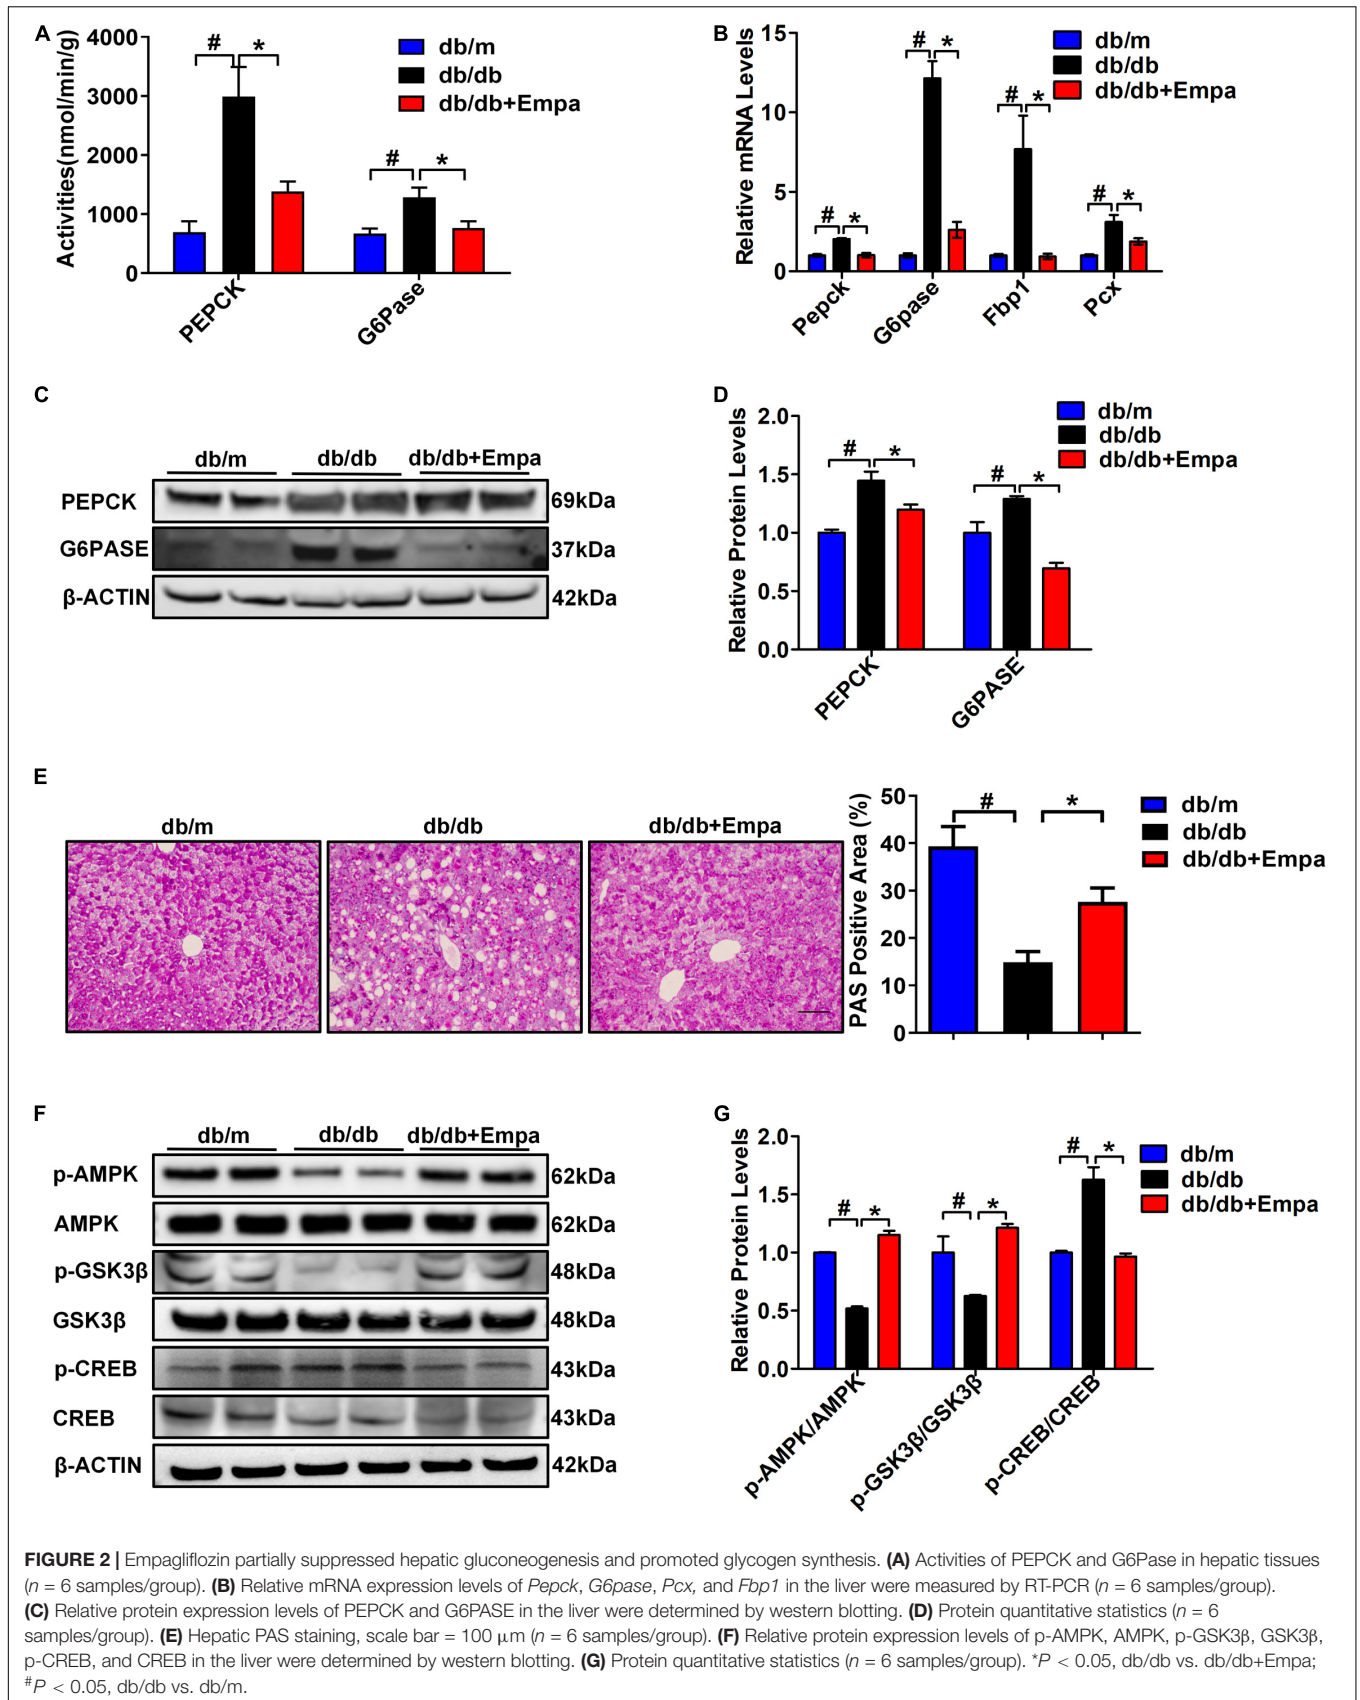 A
4000
3000
2000
1000
0
Activities(nmol/min/g)
#
*
#
*
db/m
db/db
db/db+Empa
PEPCK
G6Pase
B
15
10
5
0
Relative mRNA Levels
#
*
#
*
#
*
#
*
db/m
db/db
db/db+Empa
Pepck
G6pase
Fbp1
Pcx
C
db/m db/db db/db+Empa
PEPCK 69kDa
G6PASE 37kDa
β-ACTIN 42kDa
D
2.0
1.5
1.0
0.5
0.0
Relative Protein Levels
#
*
#
*
db/m
db/db
db/db+Empa
PEPCK
G6PASE
E
db/m db/db db/db+Empa
50
40
30
20
10
0
PAS Positive Area (%)
#
*
db/m
db/db
db/db+Empa
F
db/m db/db db/db+Empa
p-AMPK 62kDa
AMPK 62kDa
p-GSK3β 48kDa
GSK3β 48kDa
p-CREB 43kDa
CREB 43kDa
β-ACTIN 42kDa
G
2.0
1.5
1.0
0.5
0.0
Relative Protein Levels
#
*
#
*
#
*
db/m
db/db
db/db+Empa
p-AMPK/AMPK
p-GSK3β/GSK3β
p-CREB/CREB
FIGURE 2 | Empagliflozin partially suppressed hepatic gluconeogenesis and promoted glycogen synthesis. (A) Activities of PEPCK and G6Pase in hepatic tissues
(n = 6 samples/group). (B) Relative mRNA expression levels of Pepck, G6pase, Pcx, and Fbp1 in the liver were measured by RT-PCR (n = 6 samples/group).
(C) Relative protein expression levels of PEPCK and G6PASE in the liver were determined by western blotting. (D) Protein quantitative statistics (n = 6
samples/group). (E) Hepatic PAS staining, scale bar = 100 μm (n = 6 samples/group). (F) Relative protein expression levels of p-AMPK, AMPK, p-GSK3β, GSK3β,
p-CREB, and CREB in the liver were determined by western blotting. (G) Protein quantitative statistics (n = 6 samples/group). *P < 0.05, db/db vs. db/db+Empa;
#P < 0.05, db/db vs. db/m.